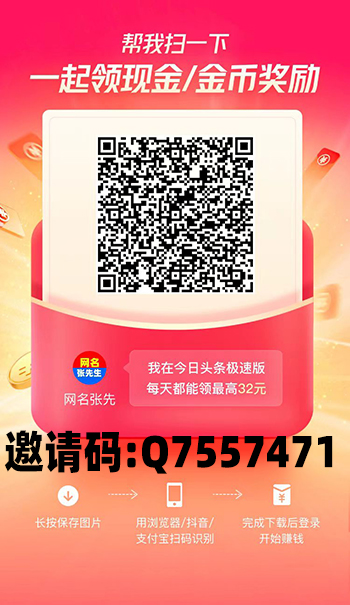 帮我扫一下
一起领现金/金币奖励
网名
张先生
网名张先
我在今日头条极速版
每天都能领最高32元
邀请码:Q7557471
长按保存图片
用浏览器/抖音/
支付宝扫码识别
完成下载后登录
开始赚钱